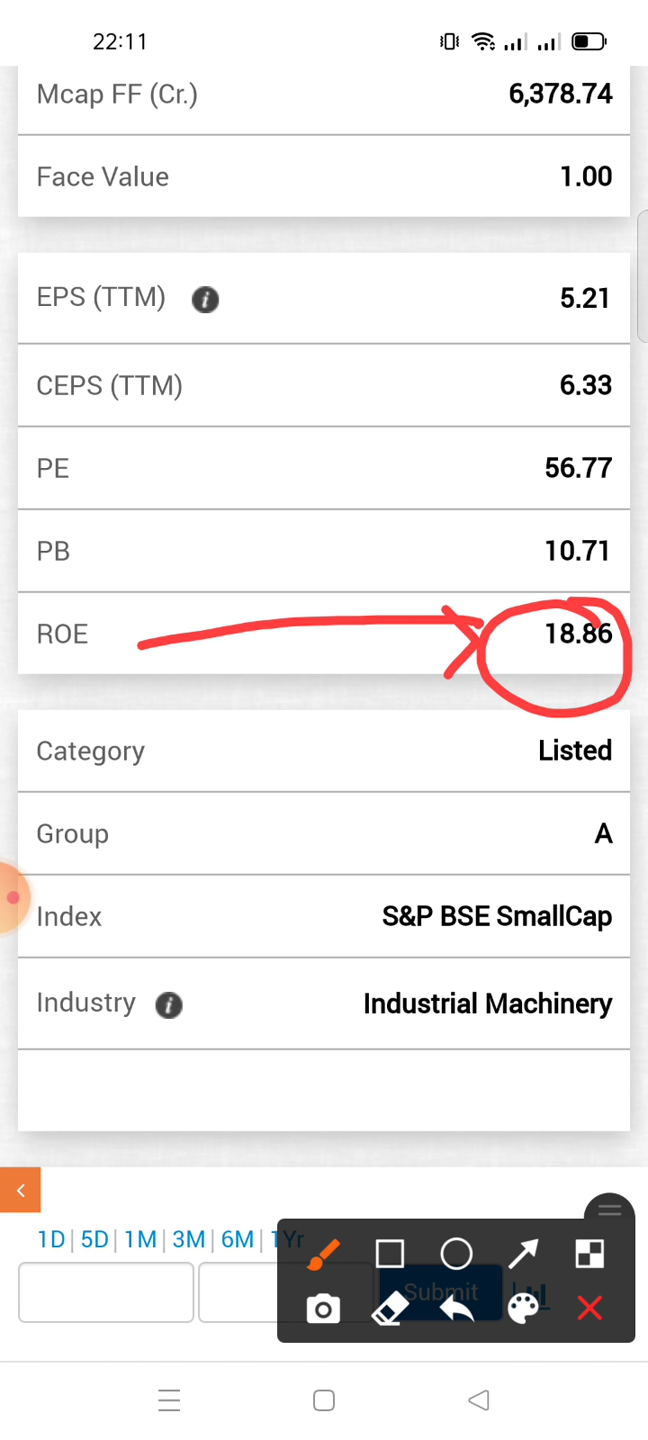 22:11
Mcap FF (Cr.) 6,378.74
Face Value 1.00
EPS (TTM) i 5.21
CEPS (TTM) 6.33
PE 56.77
PB 10.71
ROE 18.86
Category Listed
Group A
Index S&P BSE SmallCap
Industry i Industrial Machinery
1D | 5D | 1M | 3M | 6M | 1Yr
Submit